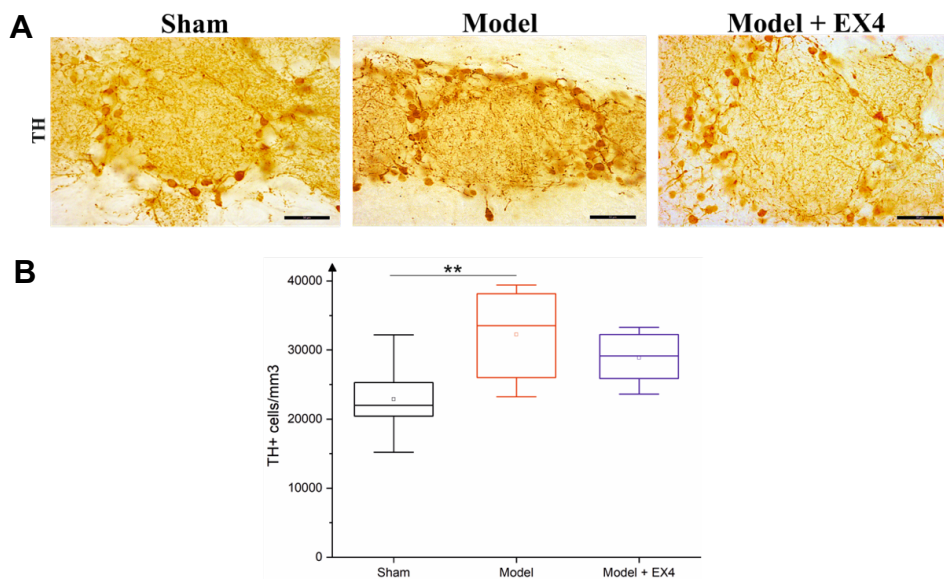 A
Sham
Model
Model + EX4
TH
B
**
TH+ cells/mm3
40000
30000
20000
10000
0
Sham
Model
Model + EX4